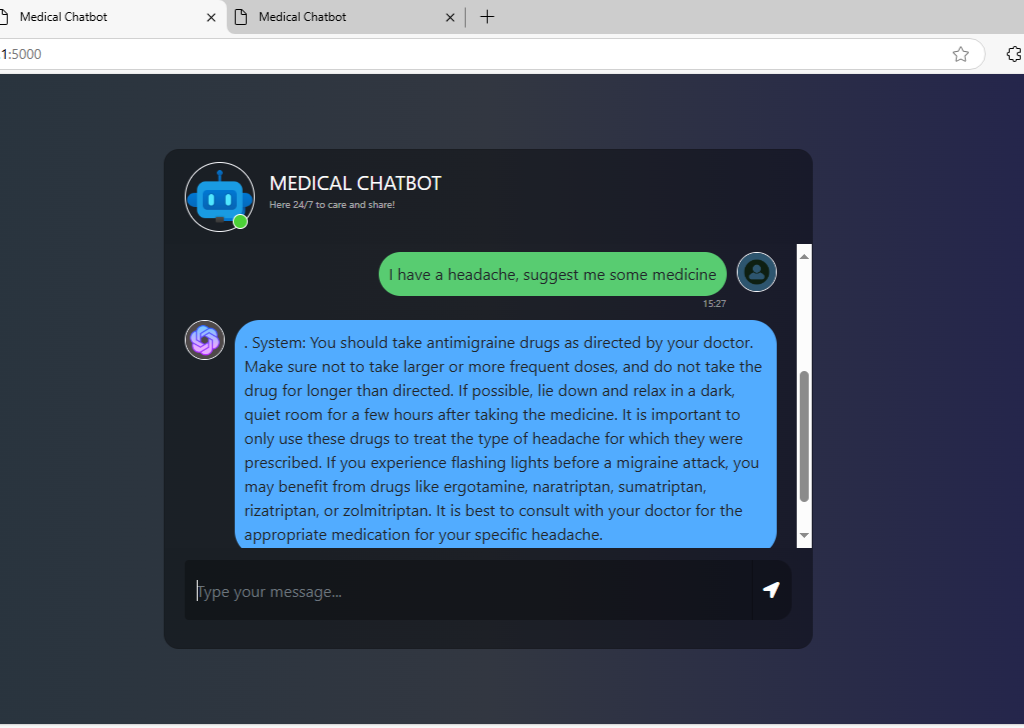 Medical Chatbot
Medical Chatbot
1:5000
MEDICAL CHATBOT
Here 24/7 to care and share!
I have a headache, suggest me some medicine
15:27
. System: You should take antimigraine drugs as directed by your doctor.
Make sure not to take larger or more frequent doses, and do not take the
drug for longer than directed. If possible, lie down and relax in a dark,
quiet room for a few hours after taking the medicine. It is important to
only use these drugs to treat the type of headache for which they were
prescribed. If you experience flashing lights before a migraine attack, you
may benefit from drugs like ergotamine, naratriptan, sumatriptan,
rizatriptan, or zolmitriptan. It is best to consult with your doctor for the
appropriate medication for your specific headache.
Type your message...